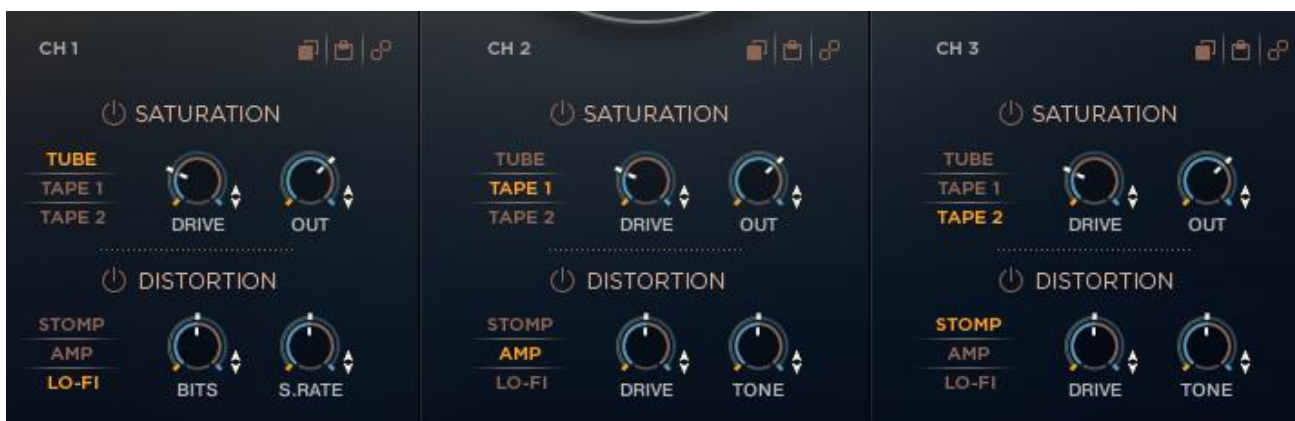 CH 1
SATURATION
TUBE
TAPE 1
TAPE 2
DRIVE
OUT
DISTORTION
STOMP
AMP
LO-FI
BITS
S.RATE
CH 2
SATURATION
TUBE
TAPE 1
TAPE 2
DRIVE
OUT
DISTORTION
STOMP
AMP
LO-FI
DRIVE
TONE
CH 3
SATURATION
TUBE
TAPE 1
TAPE 2
DRIVE
OUT
DISTORTION
STOMP
AMP
LO-FI
DRIVE
TONE